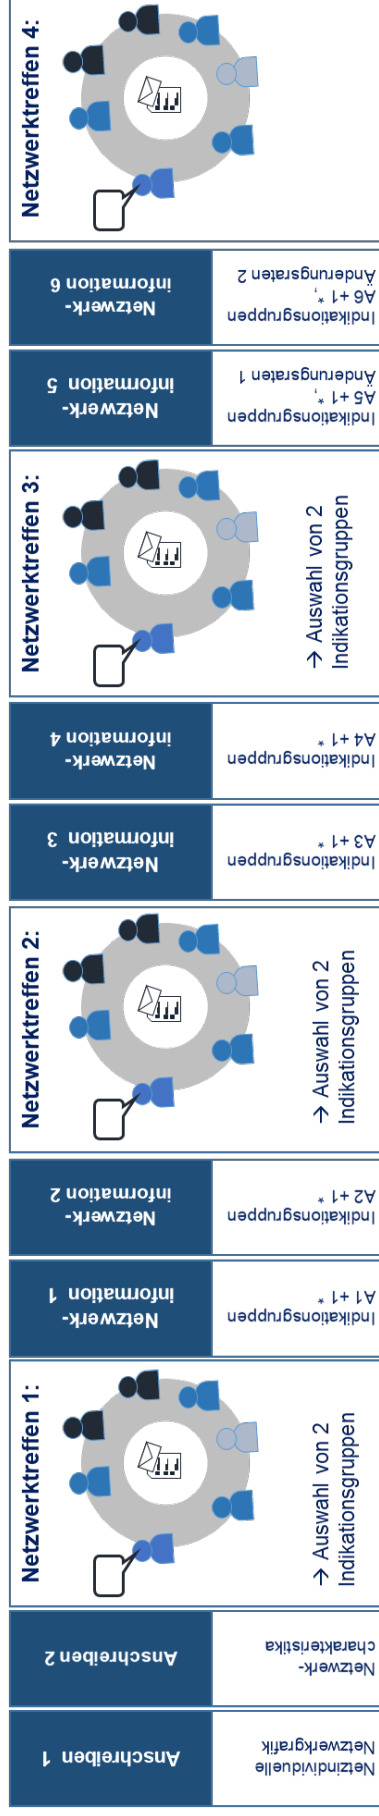 Anschreiben 1
Netzindividuelle
Netzwerkgrafik
Anschreiben 2
Netzwerk-
charakteristika
Netzwerktreffen 1:
→ Auswahl von 2
Indikationsgruppen
Netzwerk-
information 1
Indikationsgruppen
A1 +1 *
Netzwerk-
information 2
Indikationsgruppen
A2 +1 *
Netzwerktreffen 2:
→ Auswahl von 2
Indikationsgruppen
Netzwerk-
information 3
Indikationsgruppen
A3 +1 *
Netzwerk-
information 4
Indikationsgruppen
A4 +1 *
Netzwerktreffen 3:
→ Auswahl von 2
Indikationsgruppen
Netzwerk-
information 5
Indikationsgruppen
A5 +1 *,
Änderungsraten 1
Netzwerk-
information 6
Indikationsgruppen
A6 +1 *,
Änderungsraten 2
Netzwerktreffen 4: